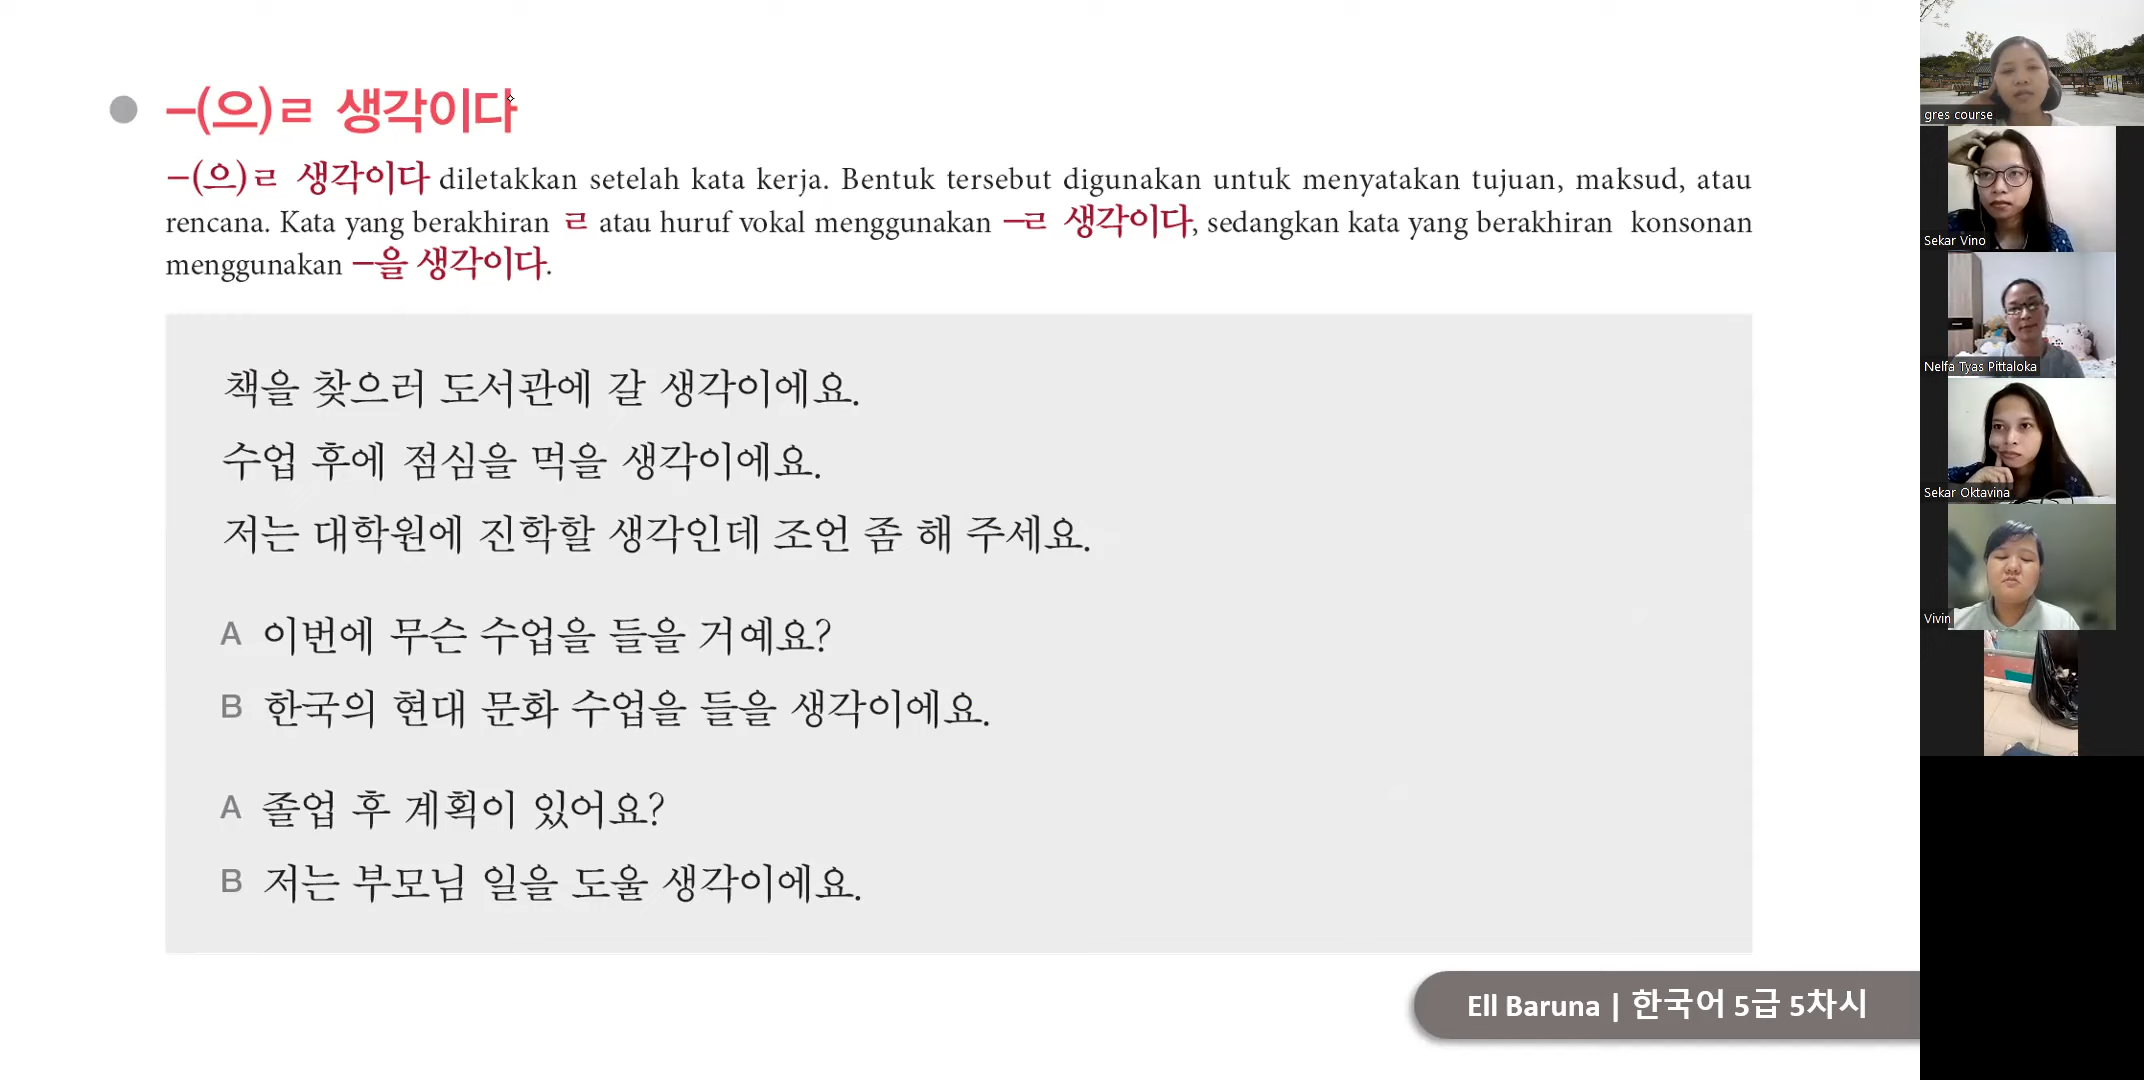 –(으)ㄹ 생각이다
–(으)ㄹ 생각이다 diletakkan setelah kata kerja. Bentuk tersebut digunakan untuk menyatakan tujuan, maksud, atau
rencana. Kata yang berakhiran ㄹ atau huruf vokal menggunakan –ㄹ 생각이다, sedangkan kata yang berakhiran konsonan
menggunakan –을 생각이다.
책을 찾으러 도서관에 갈 생각이에요.
수업 후에 점심을 먹을 생각이에요.
저는 대학원에 진학할 생각인데 조언 좀 해 주세요.
A 이번에 무슨 수업을 들을 거예요?
B 한국의 현대 문화 수업을 들을 생각이에요.
A 졸업 후 계획이 있어요?
B 저는 부모님 일을 도울 생각이에요.
Ell Baruna | 한국어 5급 5차시
gres course
Sekar Vino
Nelfa Tyas Pittaloka
Sekar Oktavina
Vivin